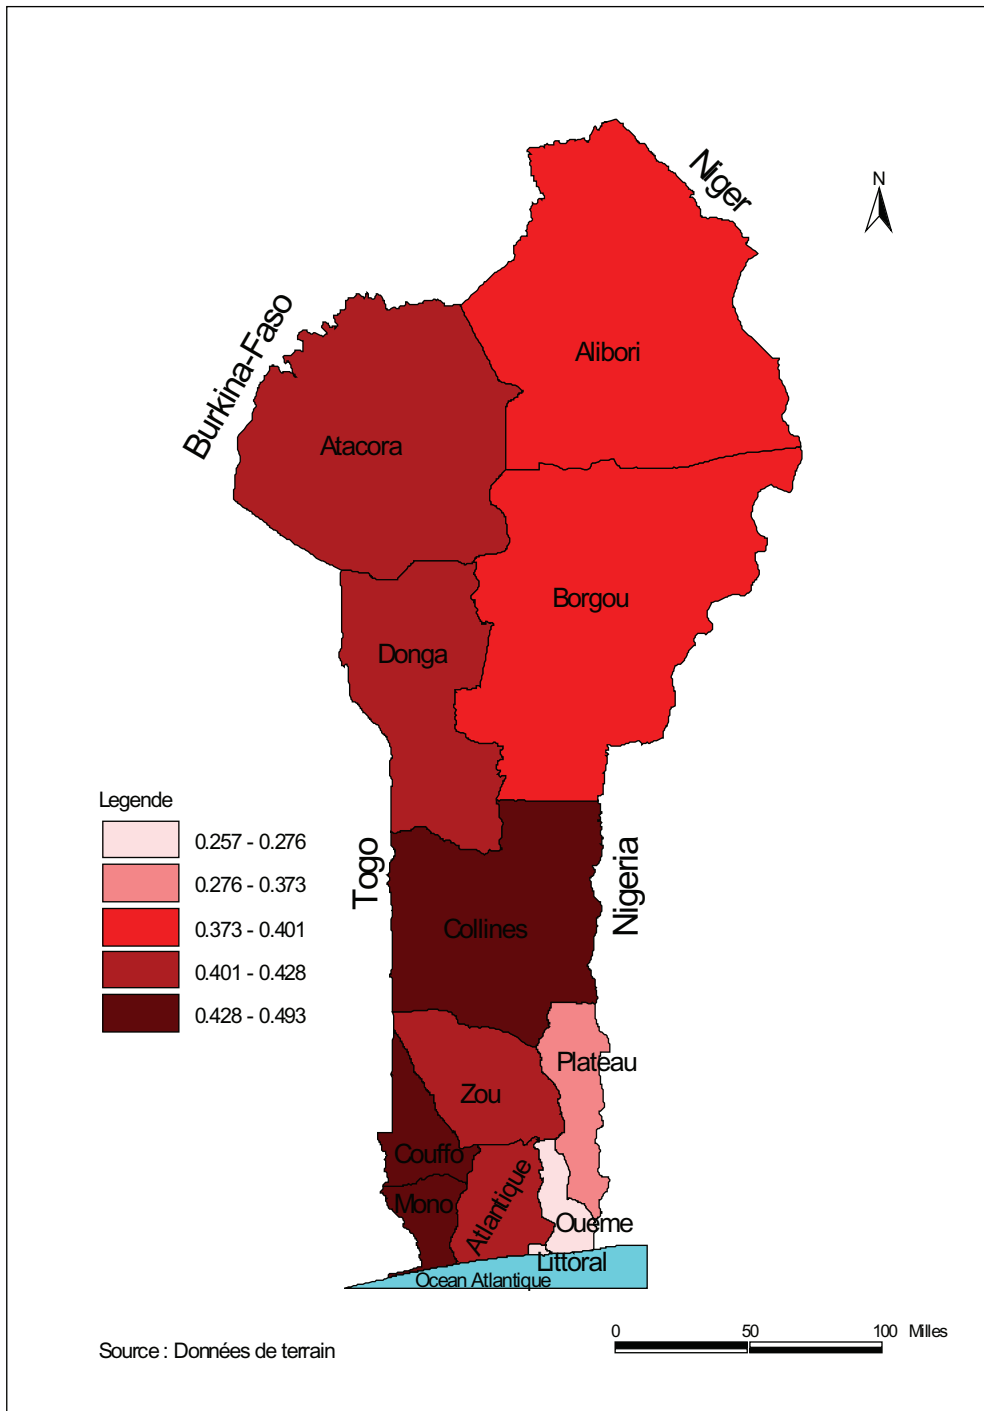 Niger
N
Burkina-Faso
Alibori
Atacora
Borgou
Donga
Legende
0.257 - 0.276
0.276 - 0.373
0.373 - 0.401
0.401 - 0.428
0.428 - 0.493
Togo
Nigeria
Collines
Plateau
Zou
Couffo
Mono
Atlantique
Oueme
Littoral
Ocean Atlantique
0 50 100 Milles
Source : Données de terrain